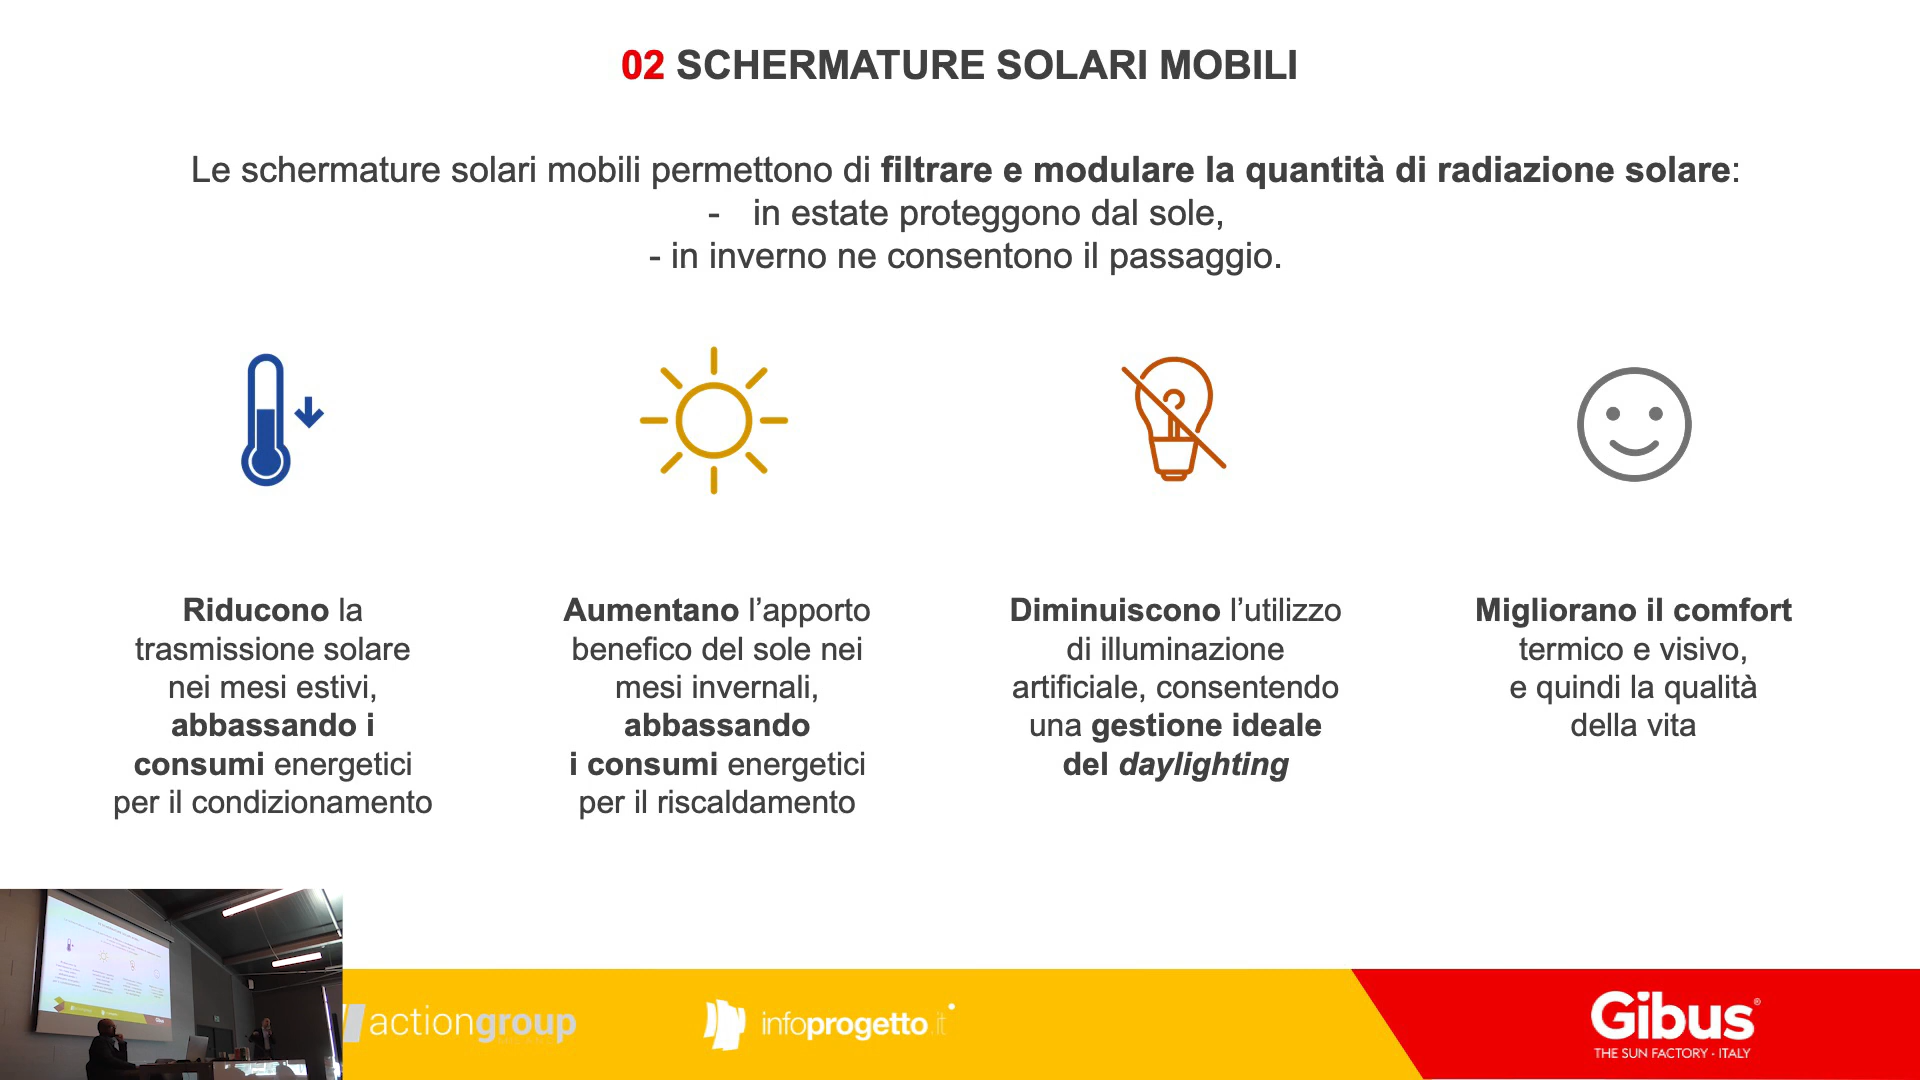 02 SCHERMATURE SOLARI MOBILI
Le schermature solari mobili permettono di filtrare e modulare la quantità di radiazione solare:
- in estate proteggono dal sole,
- in inverno ne consentono il passaggio.
Riducono la
trasmissione solare
nei mesi estivi,
abbassando i
consumi energetici
per il condizionamento
Aumentano l’apporto
benefico del sole nei
mesi invernali,
abbassando
i consumi energetici
per il riscaldamento
Diminuiscono l’utilizzo
di illuminazione
artificiale, consentendo
una gestione ideale
del daylighting
Migliorano il comfort
termico e visivo,
e quindi la qualità
della vita
actiongroup
infoprogetto.it
Gibus®
THE SUN FACTORY - ITALY